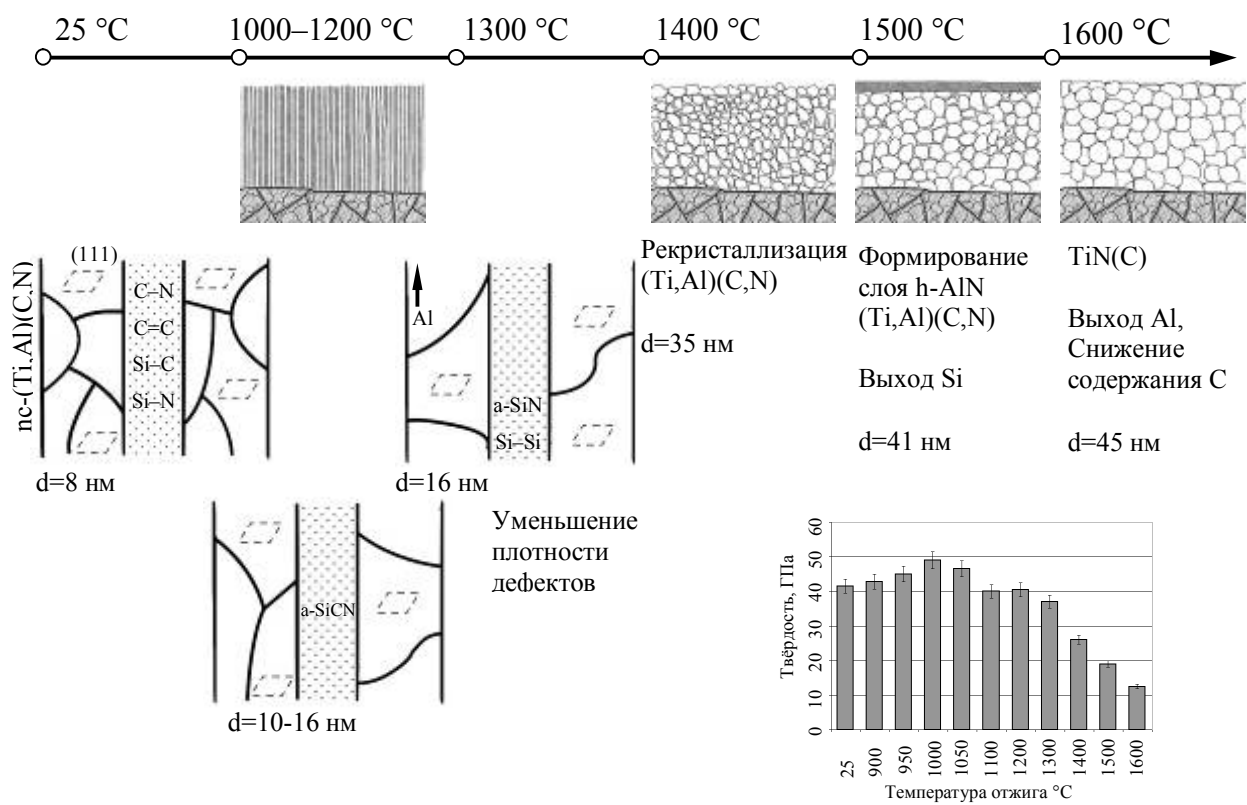 25 °C
1000–1200 °C
1300 °C
1400 °C
1500 °C
1600 °C
nc-(Ti,Al)(C,N)
(111)
C–N
C=C
Si–C
Si–N
d=8 нм
a-SiCN
d=10-16 нм
Al
a-SiN
Si–Si
d=16 нм
Уменьшение
плотности
дефектов
Рекристаллизация
(Ti,Al)(C,N)
d=35 нм
Формирование
слоя h-AlN
(Ti,Al)(C,N)
Выход Si
d=41 нм
TiN(C)
Выход Al,
Снижение
содержания C
d=45 нм
Твёрдость, ГПа
60
50
40
30
20
10
0
25
900
950
1000
1050
1100
1200
1300
1400
1500
1600
Температура отжига °C